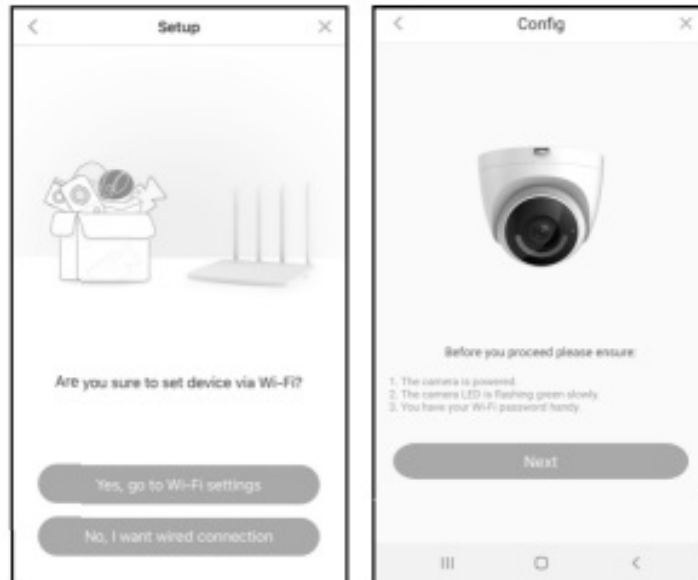 Setup
Are you sure to set device via Wi-Fi?
Yes, go to Wi-Fi settings
No, I want wired connection
Config
Before you proceed please ensure:
1. The camera is powered.
2. The camera LED is flashing green slowly.
3. You have your Wi-Fi password handy.
Next